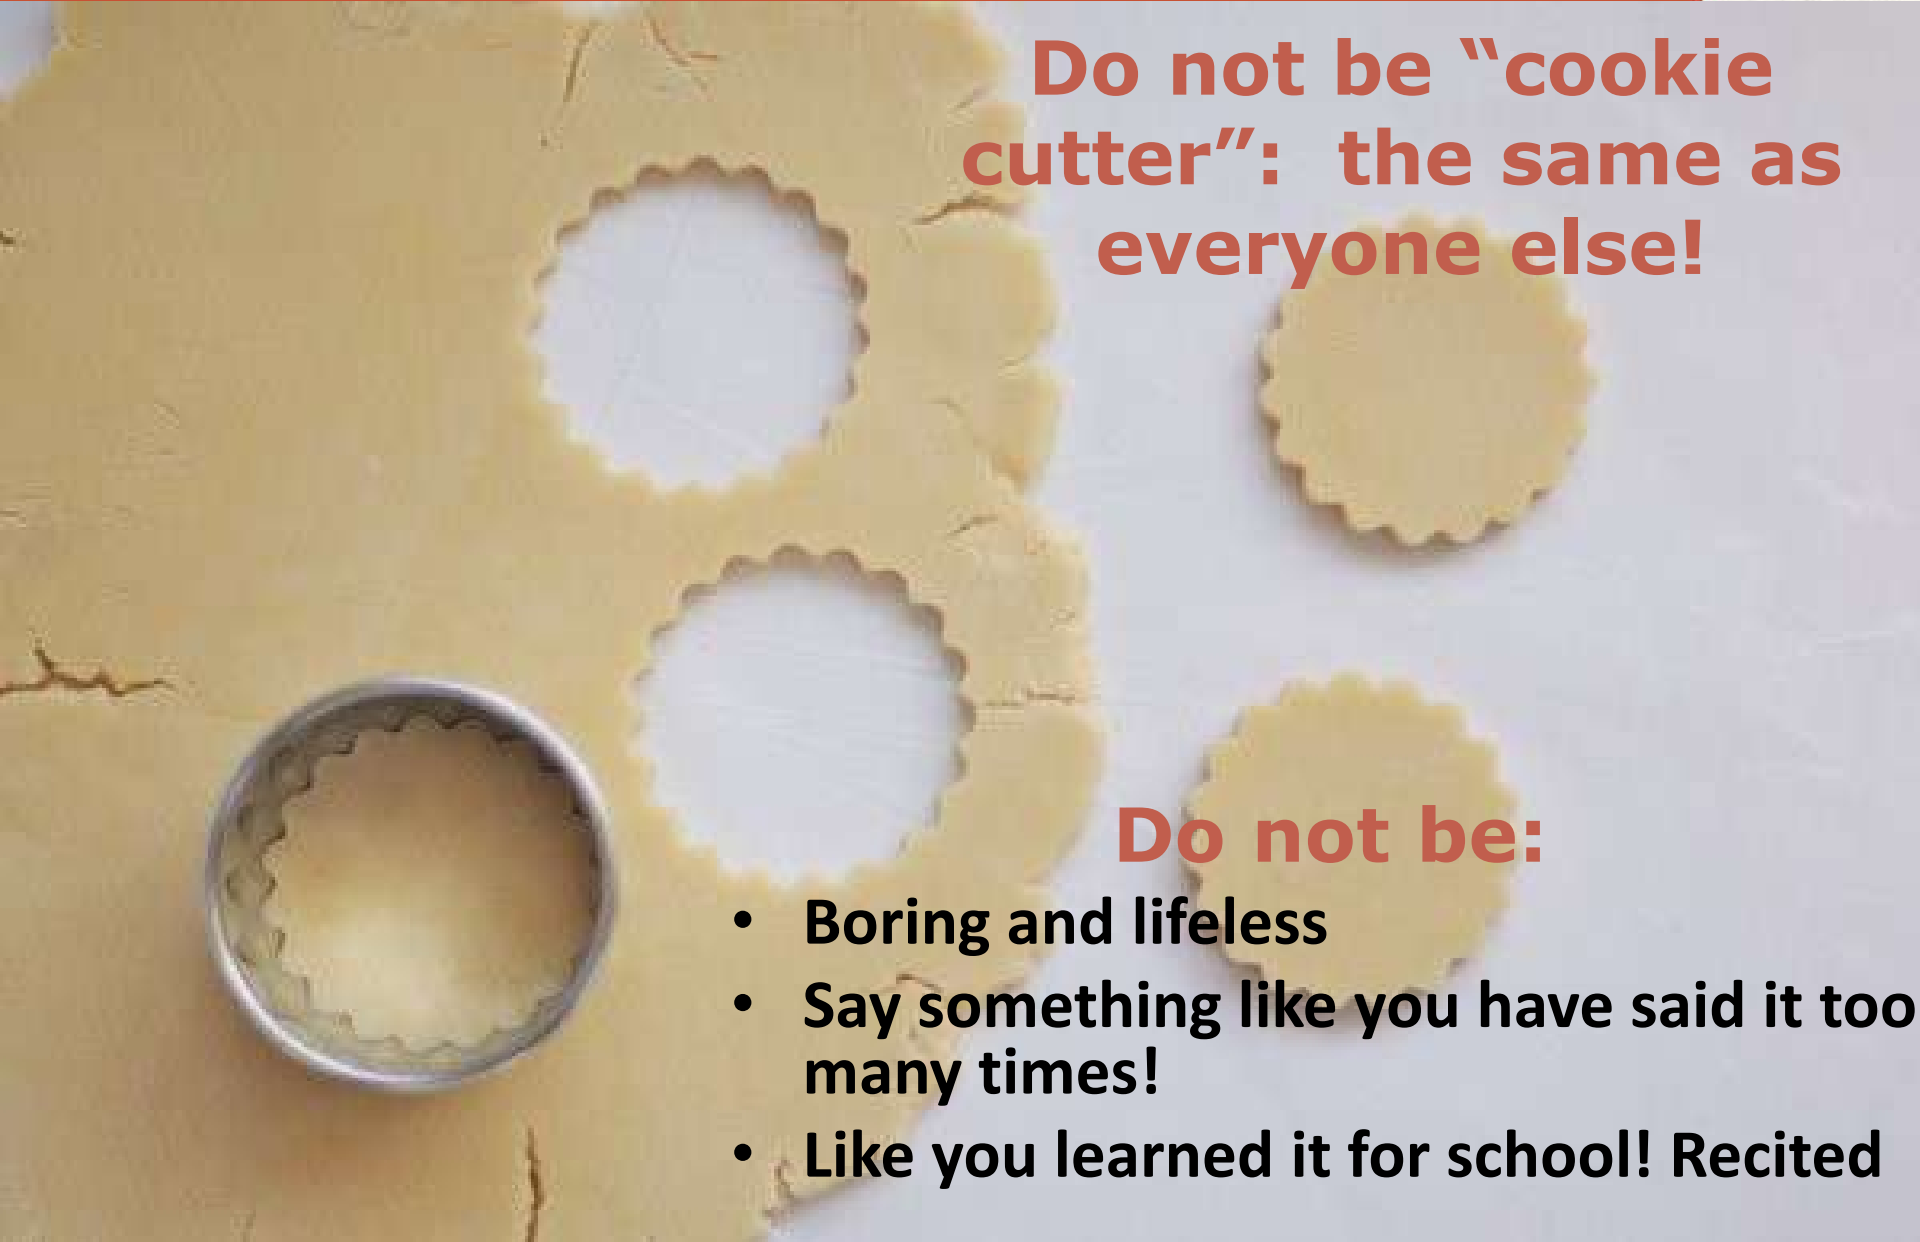 Do not be “cookie
cutter”:  the same as
everyone else!
Do not be:
• Boring and lifeless
• Say something like you have said it too
many times!
• Like you learned it for school! Recited